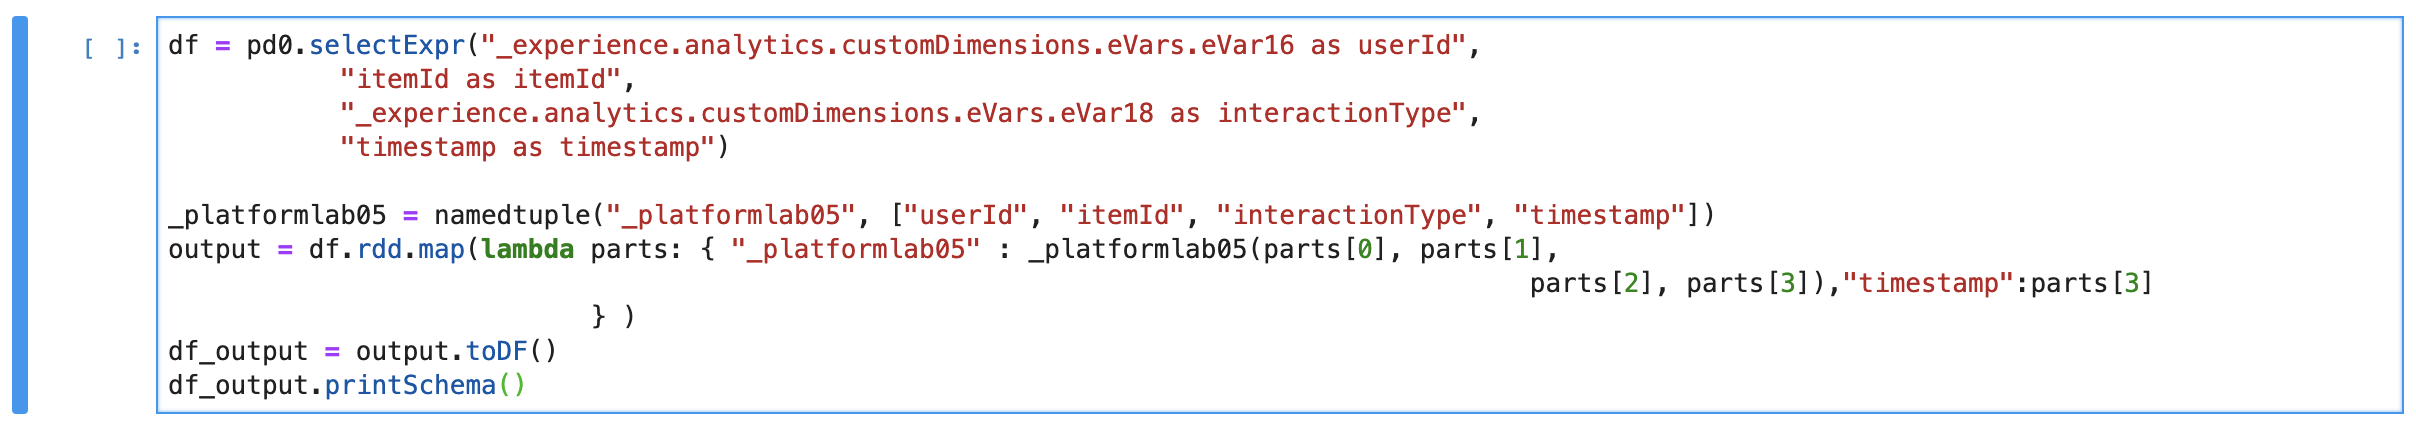 [ ]: df = pd0.selectExpr("_experience.analytics.customDimensions.eVars.eVar16 as userId",
"itemId as itemId",
"_experience.analytics.customDimensions.eVars.eVar18 as interactionType",
"timestamp as timestamp")
_platformlab05 = namedtuple("_platformlab05", ["userId", "itemId", "interactionType", "timestamp"])
output = df.rdd.map(lambda parts: { "_platformlab05" : _platformlab05(parts[0], parts[1],
parts[2], parts[3]),"timestamp":parts[3]
} )
df_output = output.toDF()
df_output.printSchema()